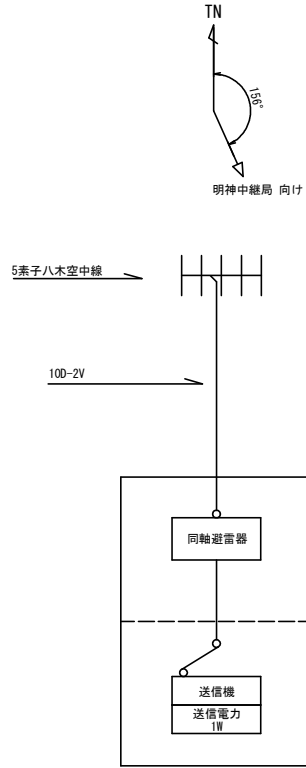 TN
156°
明神中継局 向け
5素子八木空中線
10D-2V
同軸避雷器
送信機
送信電力
1W